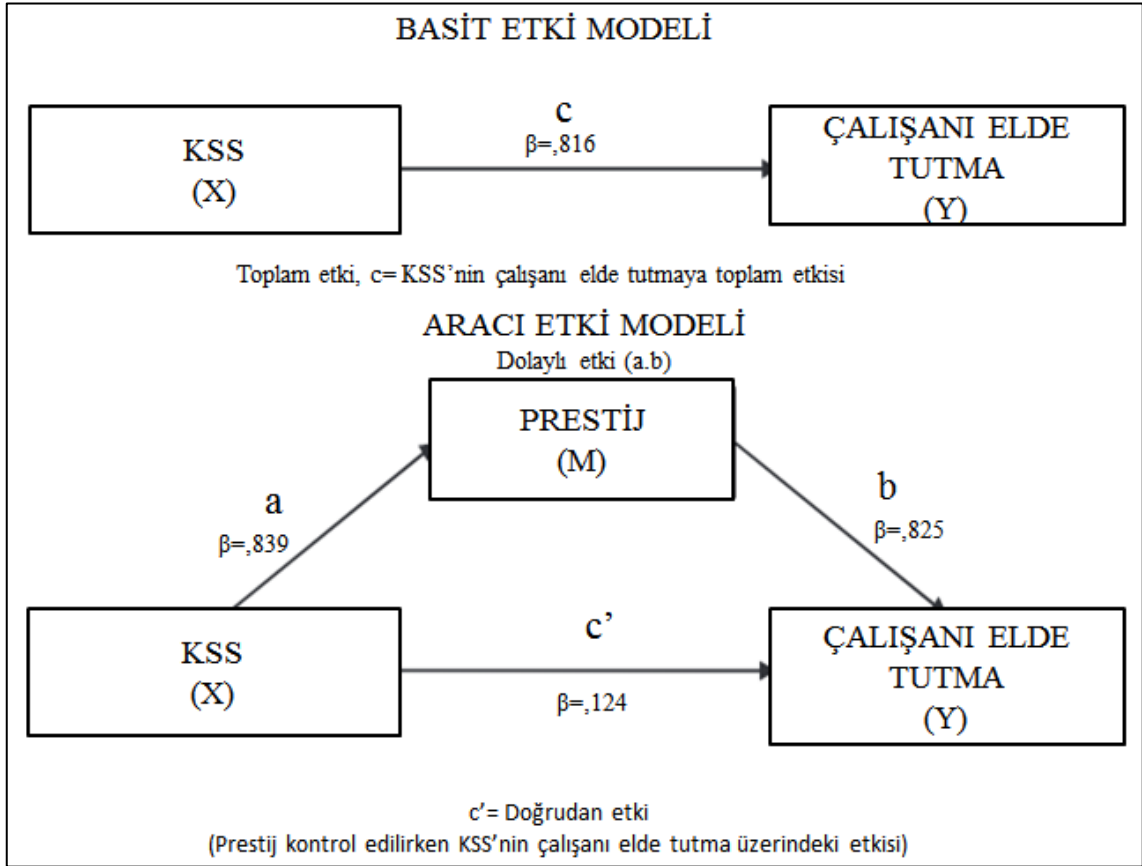 BASİT ETKİ MODELİ
c
β=,816
KSS
(X)
ÇALIŞANI ELDE
TUTMA
(Y)
Toplam etki, c= KSS’nin çalışanı elde tutmaya toplam etkisi
ARACI ETKİ MODELİ
Dolaylı etki (a.b)
PRESTİJ
(M)
a
β=,839
b
β=,825
KSS
(X)
c’
β=,124
ÇALIŞANI ELDE
TUTMA
(Y)
c’= Doğrudan etki
(Prestij kontrol edilirken KSS’nin çalışanı elde tutma üzerindeki etkisi)